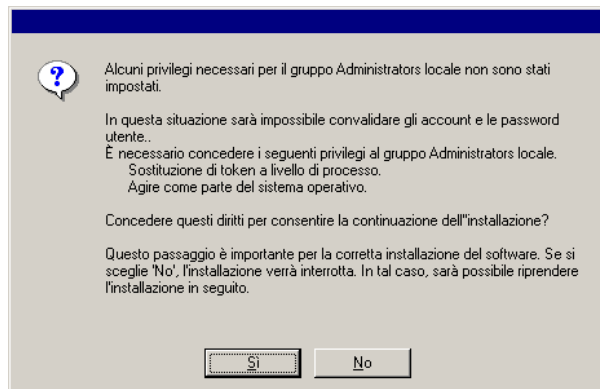 Alcuni privilegi necessari per il gruppo Administrators locale non sono stati
impostati.
In questa situazione sarà impossibile convalidare gli account e le password
utente..
È necessario concedere i seguenti privilegi al gruppo Administrators locale.
Sostituzione di token a livello di processo.
Agire come parte del sistema operativo.
Concedere questi diritti per consentire la continuazione dell''installazione?
Questo passaggio è importante per la corretta installazione del software. Se si
sceglie 'No', l'installazione verrà interrotta. In tal caso, sarà possibile riprendere
l'installazione in seguito.
Sì
No